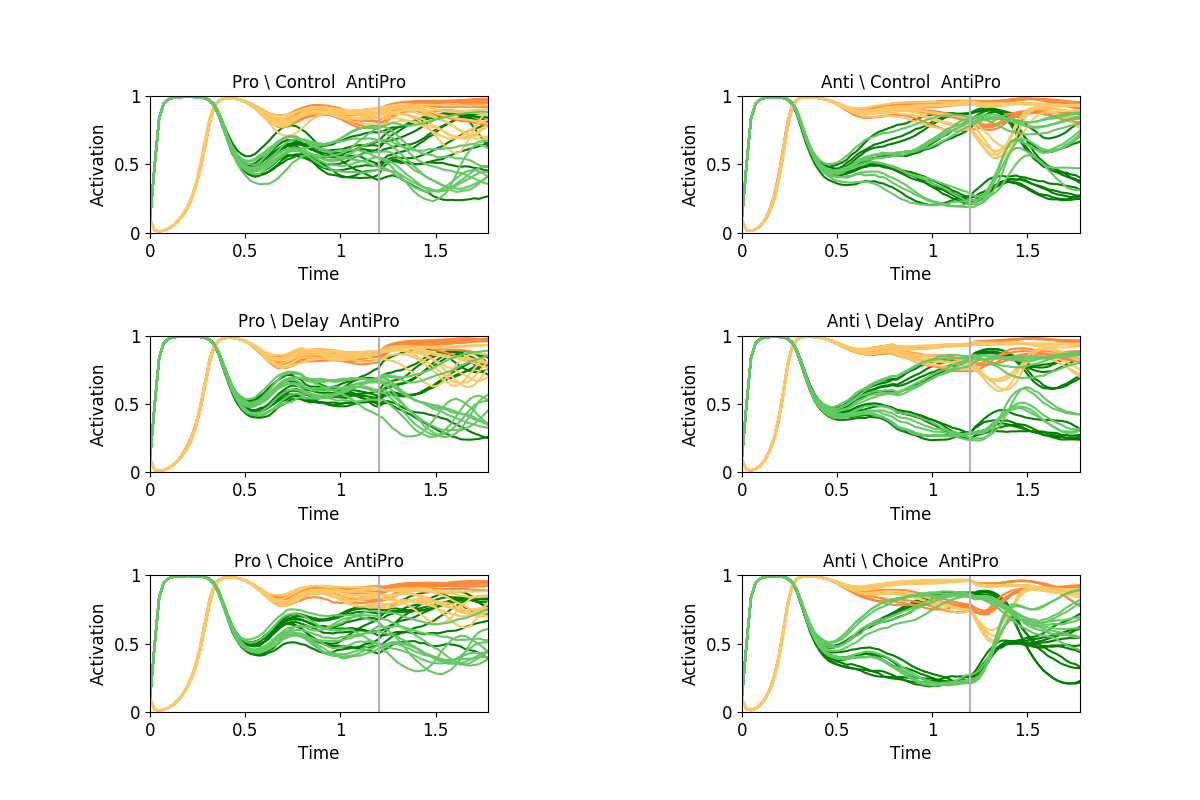 Pro \ Control  AntiPro
Anti \ Control  AntiPro
1
0.5
0
Activation
0
0.5
1
1.5
Time
1
0.5
0
Activation
0
0.5
1
1.5
Time
Pro \ Delay  AntiPro
Anti \ Delay  AntiPro
1
0.5
0
Activation
0
0.5
1
1.5
Time
1
0.5
0
Activation
0
0.5
1
1.5
Time
Pro \ Choice  AntiPro
Anti \ Choice  AntiPro
1
0.5
0
Activation
0
0.5
1
1.5
Time
1
0.5
0
Activation
0
0.5
1
1.5
Time